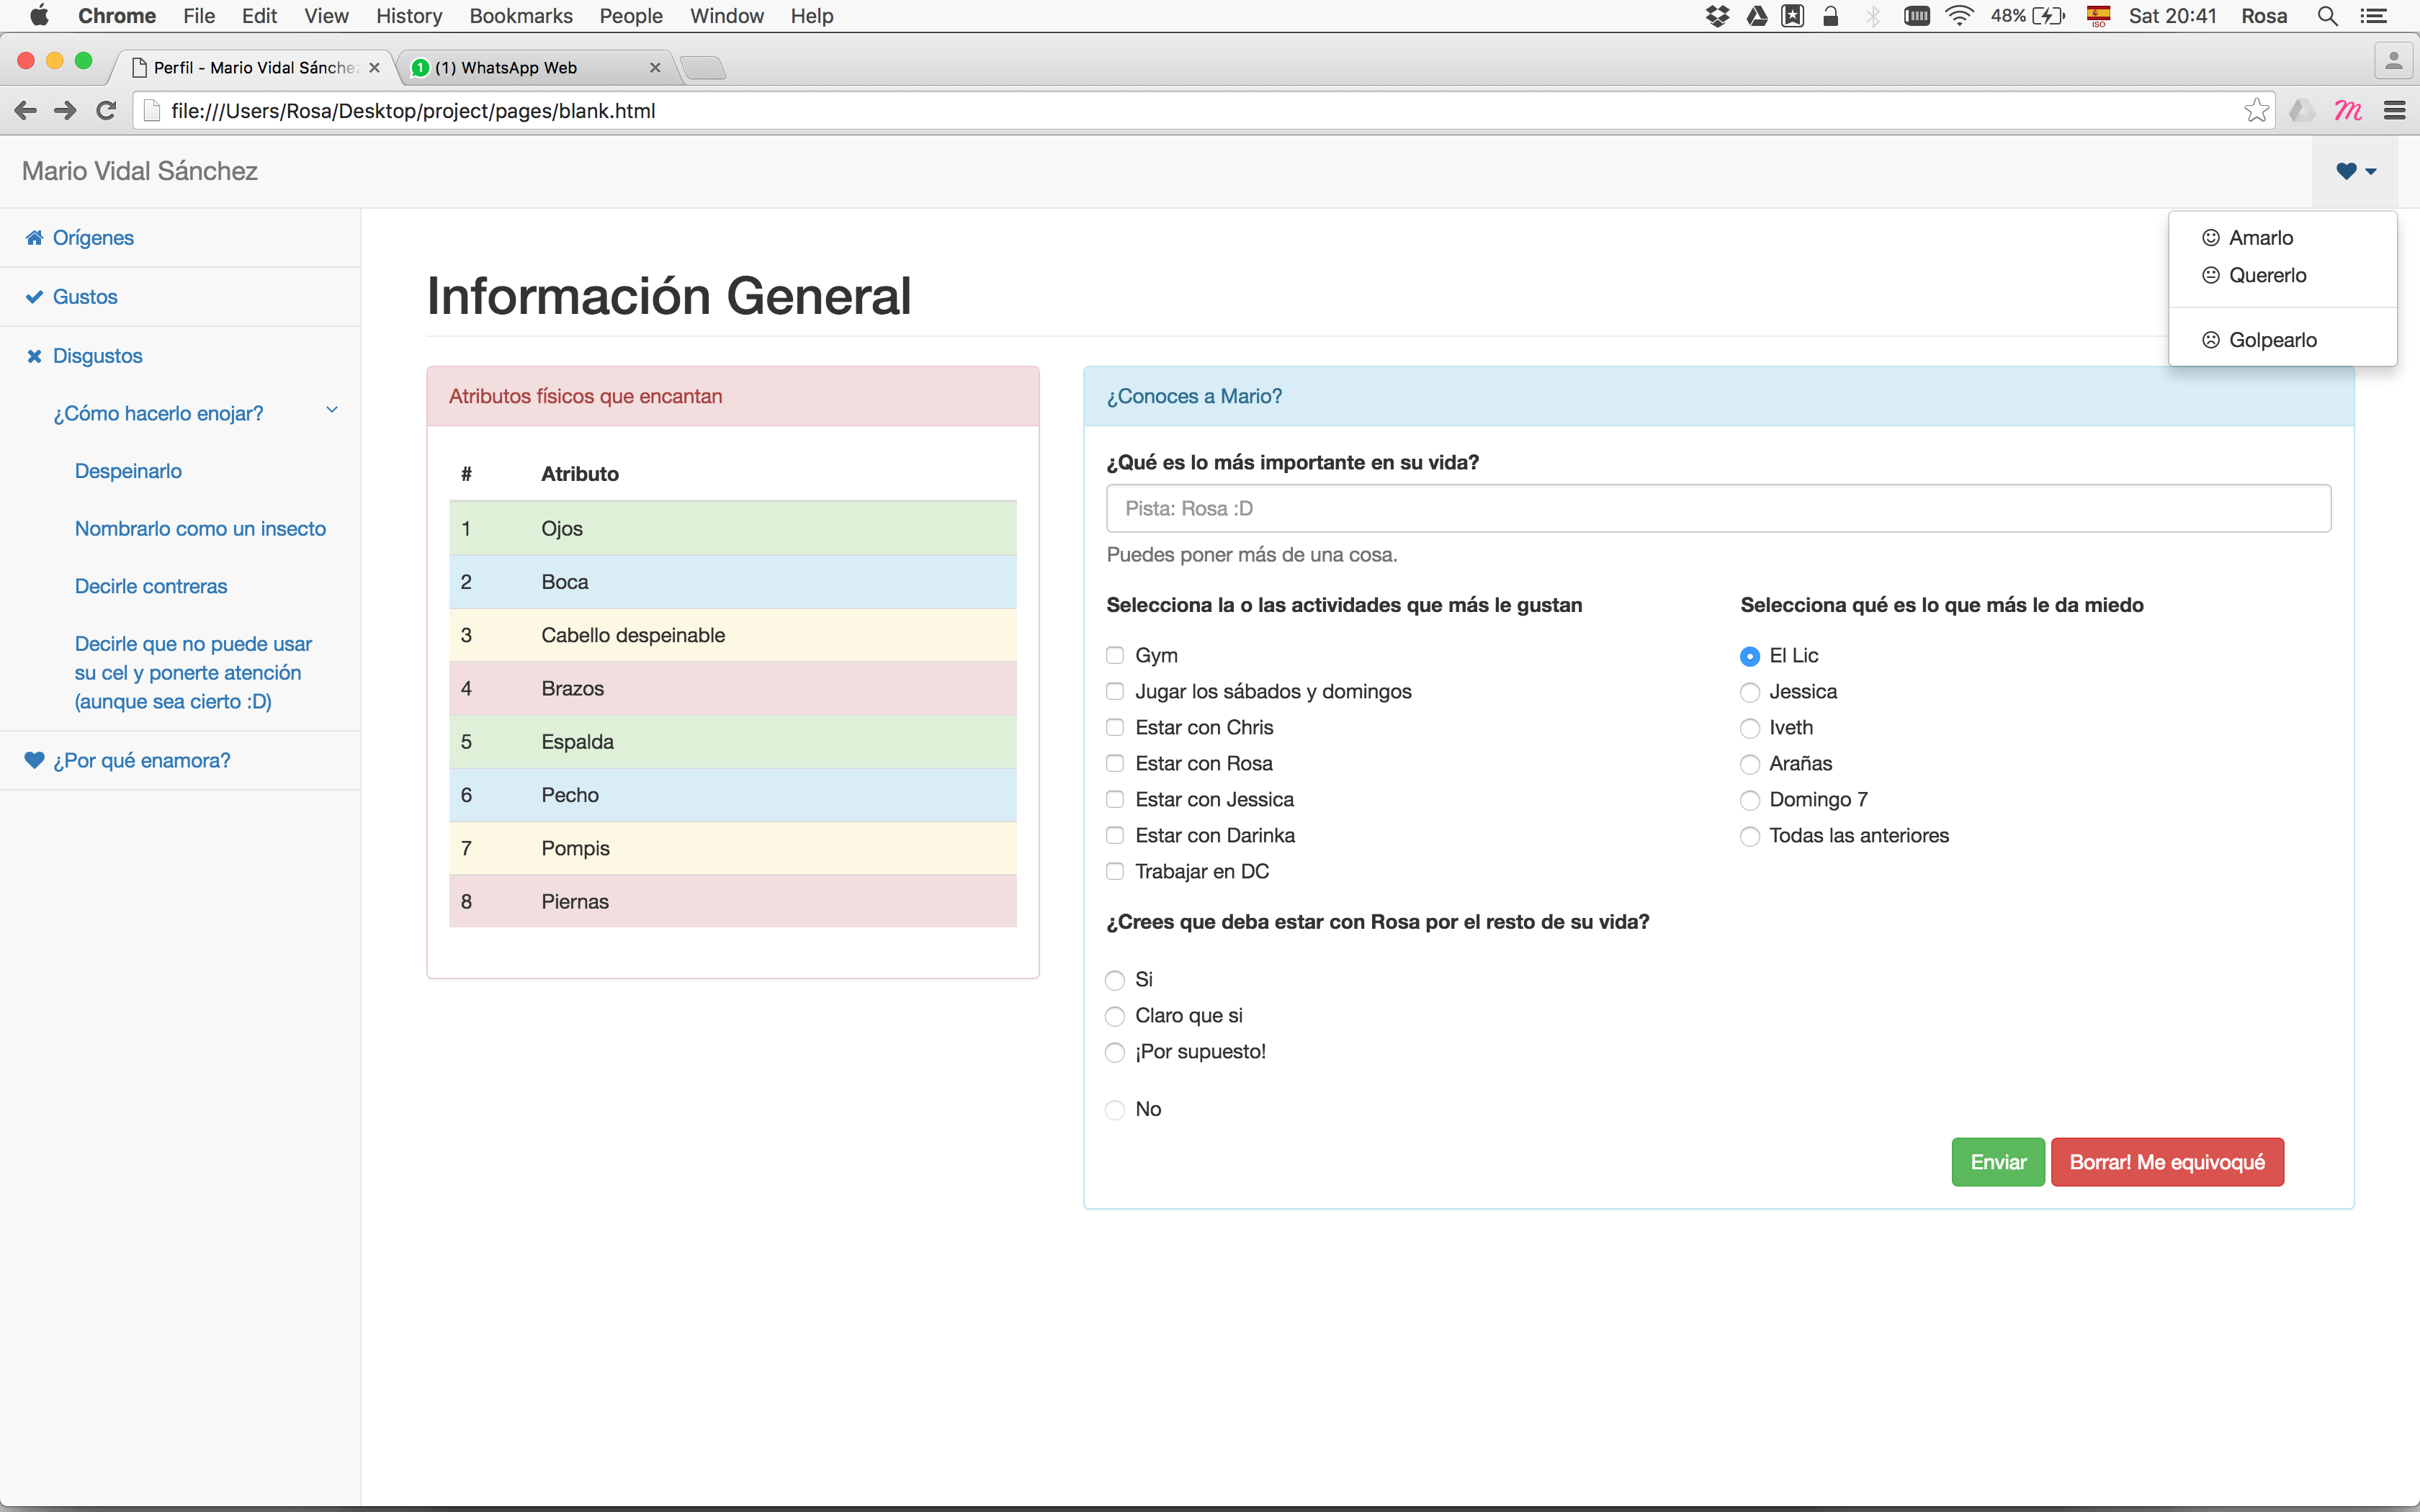 Chrome File Edit View History Bookmarks People Window Help 48% ISO Sat 20:41 Rosa
Perfil - Mario Vidal Sánche
1 (1) WhatsApp Web
file:///Users/Rosa/Desktop/project/pages/blank.html
Mario Vidal Sánchez
Amarlo
Quererlo
Golpearlo
Orígenes
Gustos
Disgustos
¿Cómo hacerlo enojar?
Despeinarlo
Nombrarlo como un insecto
Decirle contreras
Decirle que no puede usar
su cel y ponerte atención
(aunque sea cierto :D)
¿Por qué enamora?
Información General
Atributos físicos que encantan
# Atributo
1 Ojos
2 Boca
3 Cabello despeinable
4 Brazos
5 Espalda
6 Pecho
7 Pompis
8 Piernas
¿Conoces a Mario?
¿Qué es lo más importante en su vida?
Pista: Rosa :D
Puedes poner más de una cosa.
Selecciona la o las actividades que más le gustan
Gym
Jugar los sábados y domingos
Estar con Chris
Estar con Rosa
Estar con Jessica
Estar con Darinka
Trabajar en DC
Selecciona qué es lo que más le da miedo
El Lic
Jessica
Iveth
Arañas
Domingo 7
Todas las anteriores
¿Crees que deba estar con Rosa por el resto de su vida?
Si
Claro que si
¡Por supuesto!
No
Enviar
Borrar! Me equivoqué